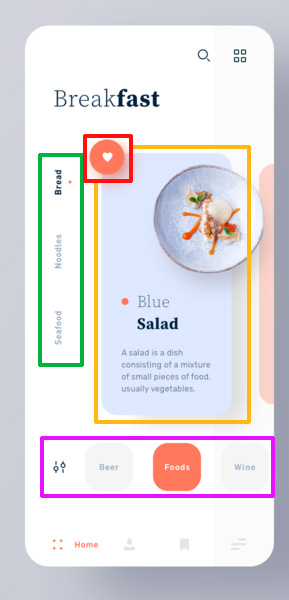 Breakfast
Bread
Noodles
Seafood
Blue
Salad
A salad is a dish
consisting of a mixture
of small pieces of food,
usually vegetables.
Beer
Foods
Wine
Home